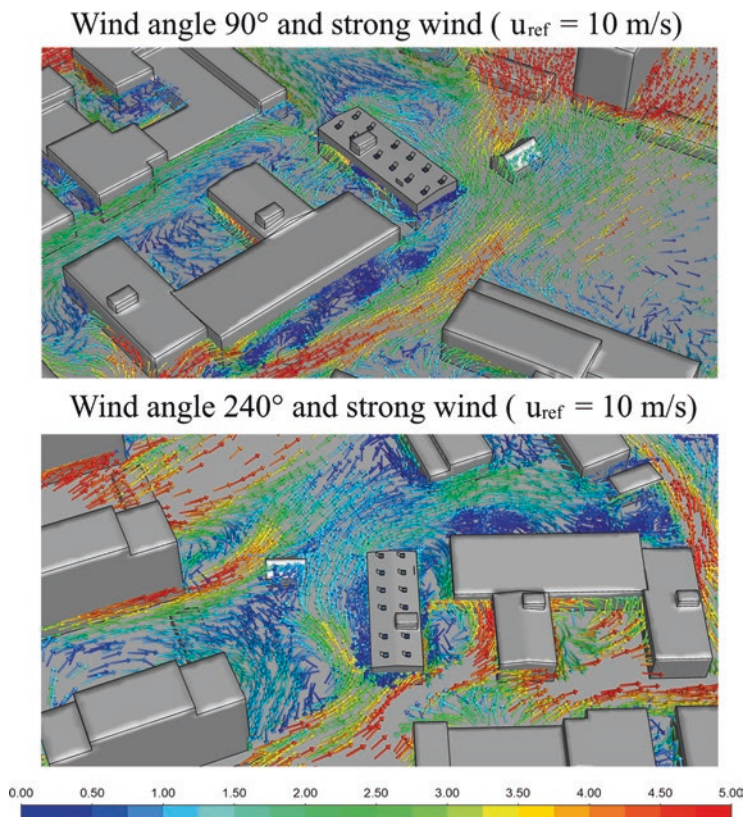 Wind angle 90° and strong wind ( uref = 10 m/s)
Wind angle 240° and strong wind ( uref = 10 m/s)
0.00 0.50 1.00 1.50 2.00 2.50 3.00 3.50 4.00 4.50 5.00